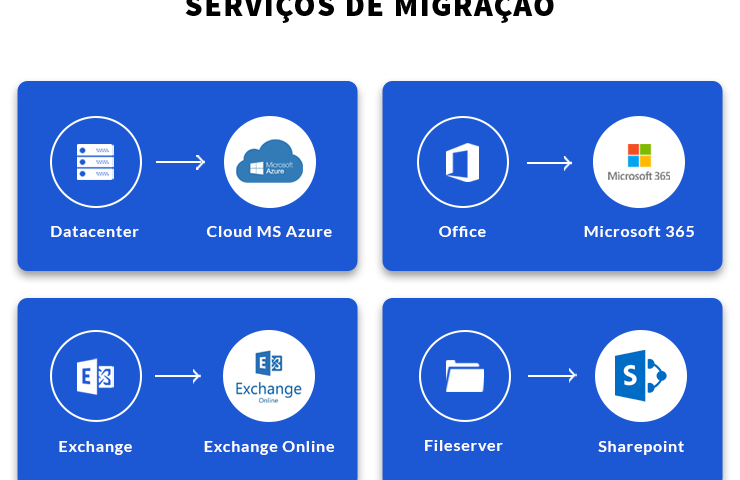 SERVIÇOS DE MIGRAÇÃO
Microsoft
Azure
Datacenter
Cloud MS Azure
Microsoft 365
Office
Microsoft 365
E
Exchange
Online
Exchange
Exchange Online
S
Fileserver
Sharepoint